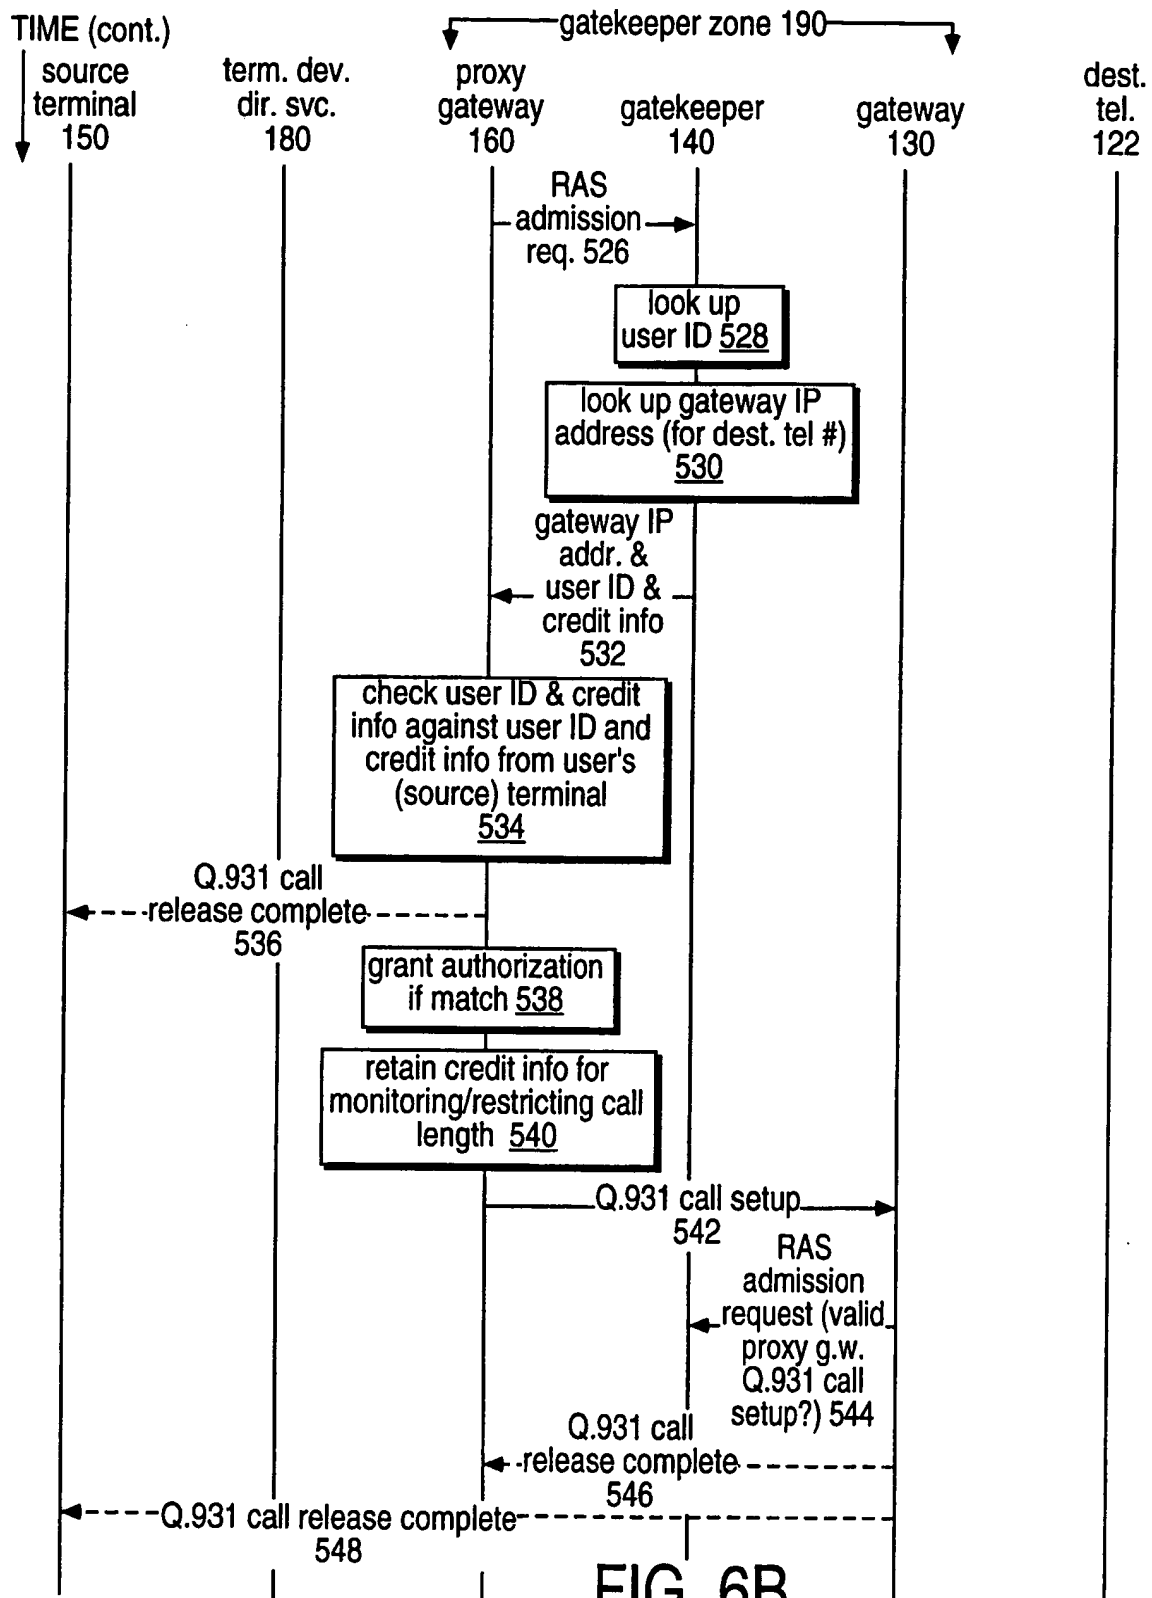 TIME (cont.)
gatekeeper zone 190
source
terminal
150
term. dev.
dir. svc.
180
proxy
gateway
160
gatekeeper
140
gateway
130
dest.
tel.
122
RAS
admission
req. 526
look up
user ID 528
look up gateway IP
address (for dest. tel #)
530
gateway IP
addr. &
user ID &
credit info
532
check user ID & credit
info against user ID and
credit info from user's
(source) terminal
534
Q.931 call
release complete
536
grant authorization
if match 538
retain credit info for
monitoring/restricting call
length 540
Q.931 call setup
542
RAS
admission
request (valid
proxy g.w.
Q.931 call
setup?) 544
Q.931 call
release complete
546
Q.931 call release complete
548
FIG. 6B